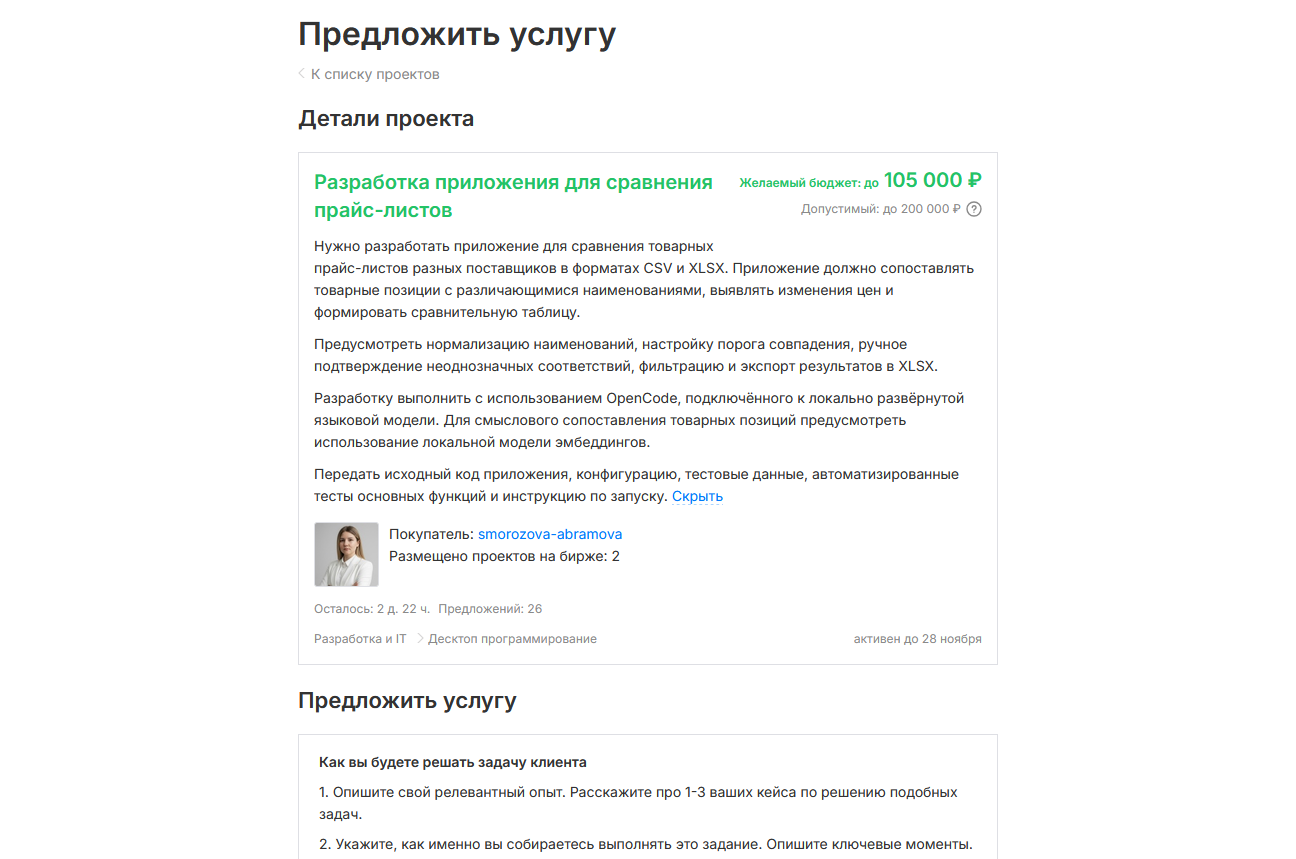 Предложить услугу
К списку проектов
Детали проекта
Разработка приложения для сравнения
прайс-листов
Желаемый бюджет: до 105 000 ₽
Допустимый: до 200 000 ₽ ?
Нужно разработать приложение для сравнения товарных
прайс-листов разных поставщиков в форматах CSV и XLSX. Приложение должно сопоставлять
товарные позиции с различающимися наименованиями, выявлять изменения цен и
формировать сравнительную таблицу.
Предусмотреть нормализацию наименований, настройку порога совпадения, ручное
подтверждение неоднозначных соответствий, фильтрацию и экспорт результатов в XLSX.
Разработку выполнить с использованием OpenCode, подключённого к локально развёрнутой
языковой модели. Для смыслового сопоставления товарных позиций предусмотреть
использование локальной модели эмбеддингов.
Передать исходный код приложения, конфигурацию, тестовые данные, автоматизированные
тесты основных функций и инструкцию по запуску. Скрыть
Покупатель: smorozova-abramova
Размещено проектов на бирже: 2
Осталось: 2 д. 22 ч. Предложений: 26
Разработка и IT > Десктоп программирование
активен до 28 ноября
Предложить услугу
Как вы будете решать задачу клиента
1. Опишите свой релевантный опыт. Расскажите про 1-3 ваших кейса по решению подобных
задач.
2. Укажите, как именно вы собираетесь выполнять это задание. Опишите ключевые моменты.